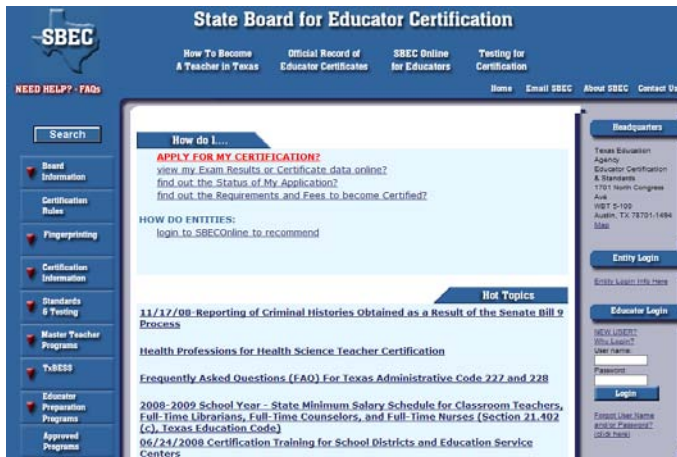 SBEC
State Board for Educator Certification
How To Become
A Teacher in Texas
Official Record of
Educator Certificates
SBEC Online
for Educators
Testing for
Certification
NEED HELP? - FAQs
Home Email SBEC About SBEC Contact Us
Search
Board
Information
Certification
Rules
Fingerprinting
Certification
Information
Standards
& Testing
Master Teacher
Programs
TxBESS
Educator
Preparation
Programs
Approved
Programs
How do I....
APPLY FOR MY CERTIFICATION?
view my Exam Results or Certificate data online?
find out the Status of My Application?
find out the Requirements and Fees to become Certified?
HOW DO ENTITIES:
login to SBECOnline to recommend
Hot Topics
11/17/08-Reporting of Criminal Histories Obtained as a Result of the Senate Bill 9
Process
Health Professions for Health Science Teacher Certification
Frequently Asked Questions (FAQ) For Texas Administrative Code 227 and 228
2008-2009 School Year - State Minimum Salary Schedule for Classroom Teachers,
Full-Time Librarians, Full-Time Counselors, and Full-Time Nurses (Section 21.402
(c), Texas Education Code)
06/24/2008 Certification Training for School Districts and Education Service
Centers
Headquarters
Texas Education
Agency
Educator Certification
& Standards
1701 North Congress
Ave
WBT 5-100
Austin, TX 78701-1494
Map
Entity Login
Entity Login Info Here
Educator Login
NEW USER?
Why Login?
User name:
Password
Login
Forgot User Name
and/or Password?
(click here)